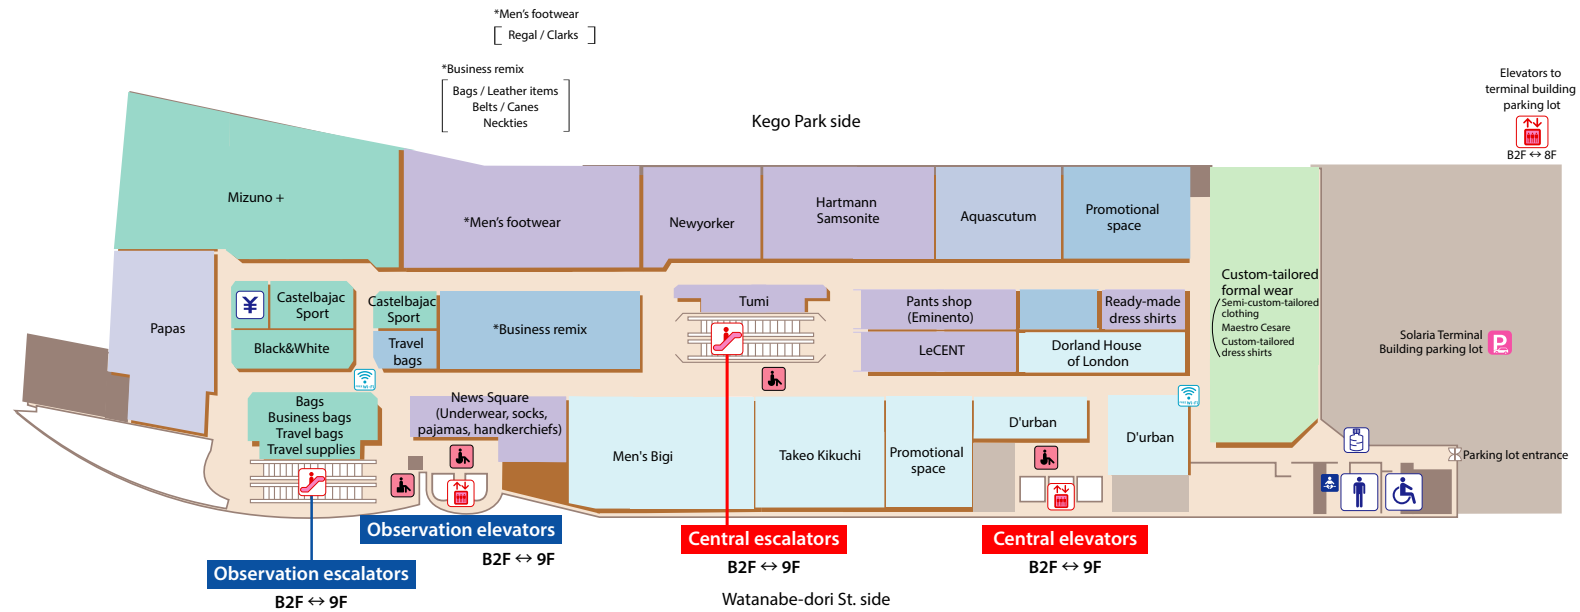 *Men's footwear
Regal / Clarks
*Business remix
Bags / Leather items
Belts / Canes
Neckties
Kego Park side
Elevators to
terminal building
parking lot
B2F ↔ 8F
Mizuno +
*Men's footwear
Newyorker
Hartmann
Samsonite
Aquascutum
Promotional
space
Custom-tailored
formal wear
Semi-custom-tailored
clothing
Maestro Cesare
Custom-tailored
dress shirts
Solaria Terminal
Building parking lot
P
Papas
¥
Castelbajac
Sport
Black&White
Castelbajac
Sport
Travel
bags
*Business remix
Tumi
Pants shop
(Eminento)
Ready-made
dress shirts
LeCENT
Dorland House
of London
Bags
Business bags
Travel bags
Travel supplies
News Square
(Underwear, socks,
pajamas, handkerchiefs)
Men's Bigi
Takeo Kikuchi
Promotional
space
D'urban
D'urban
Parking lot entrance
Observation elevators
B2F ↔ 9F
Observation escalators
B2F ↔ 9F
Central escalators
B2F ↔ 9F
Central elevators
B2F ↔ 9F
Watanabe-dori St. side